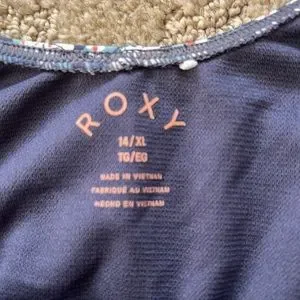 ROXY
14/XL
TG/EG
MADE IN VIETNAM
FABRIQUÉ AU VIETNAM
HECHO EN VIETNAM